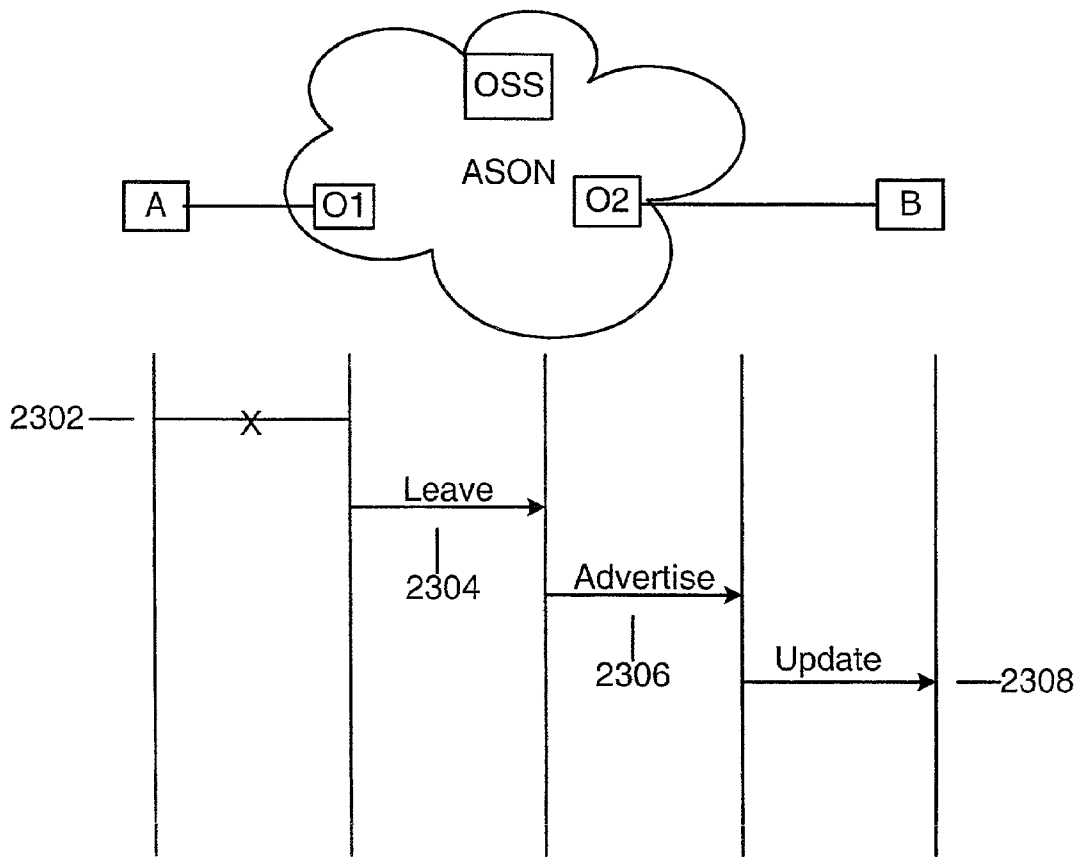 OSS
ASON
A
O1
O2
B
2302
X
Leave
2304
Advertise
2306
Update
2308